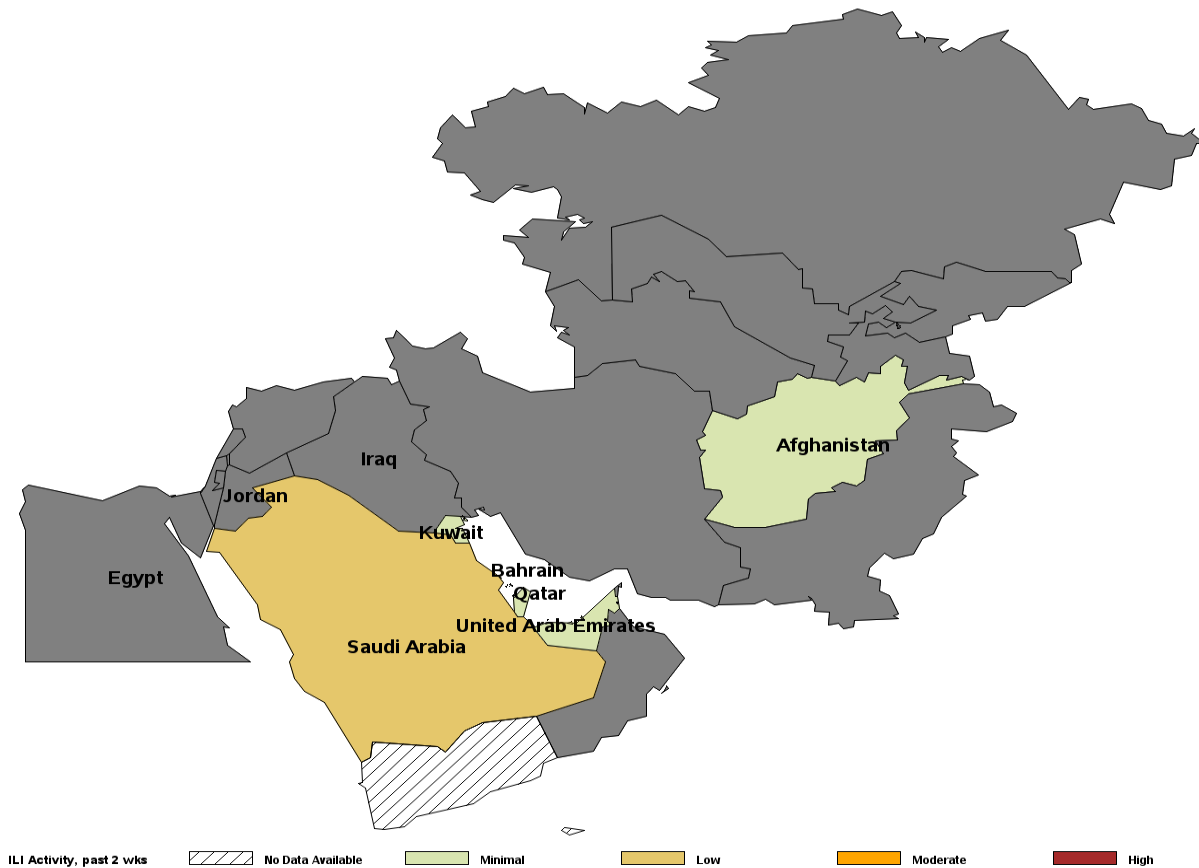 Afghanistan
Iraq
Jordan
Kuwait
Bahrain
Egypt
Qatar
United Arab Emirates
Saudi Arabia
ILI Activity, past 2 wks No Data Available Minimal Low Moderate High